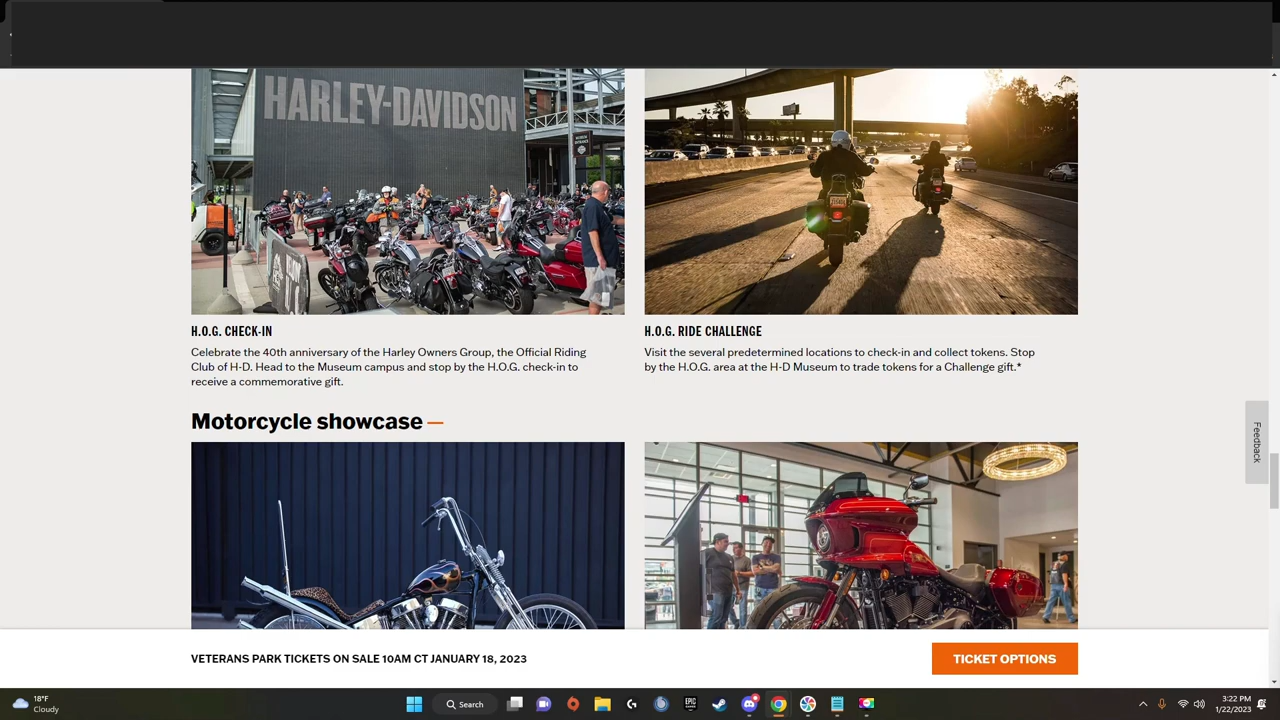 HARLEY-DAVIDSON
H.O.G. CHECK-IN
Celebrate the 40th anniversary of the Harley Owners Group, the Official Riding
Club of H-D. Head to the Museum campus and stop by the H.O.G. check-in to
receive a commemorative gift.
H.O.G. RIDE CHALLENGE
Visit the several predetermined locations to check-in and collect tokens. Stop
by the H.O.G. area at the H-D Museum to trade tokens for a Challenge gift.*
Motorcycle showcase —
Feedback
VETERANS PARK TICKETS ON SALE 10AM CT JANUARY 18, 2023
TICKET OPTIONS
18°F
Cloudy
Search
EPIC
3:22 PM
1/22/2023